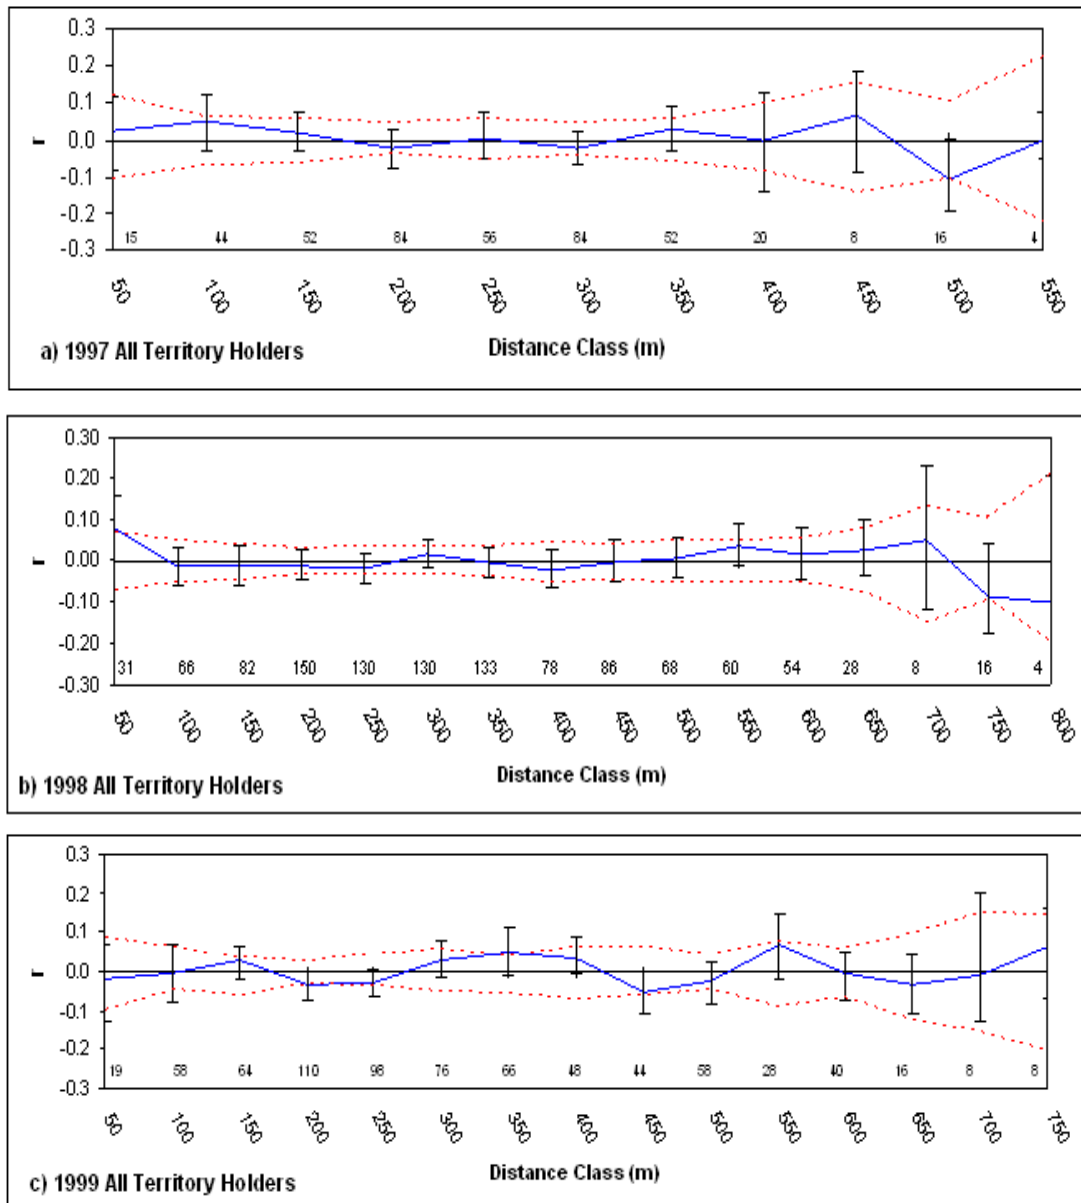 0.3
0.2
0.1
0.0
-0.1
-0.2
-0.3
r
15 44 52 84 56 84 52 20 8 16 4
50 100 150 200 250 300 350 400 450 500 550
a) 1997 All Territory Holders
Distance Class (m)
0.30
0.20
0.10
0.00
-0.10
-0.20
-0.30
r
31 66 82 150 130 130 133 78 86 68 60 54 28 8 16 4
50 100 150 200 250 300 350 400 450 500 550 600 650 700 750 800
b) 1998 All Territory Holders
Distance Class (m)
0.3
0.2
0.1
0.0
-0.1
-0.2
-0.3
r
19 58 64 110 98 76 66 48 44 58 28 40 16 8 8
50 100 150 200 250 300 350 400 450 500 550 600 650 700 750
c) 1999 All Territory Holders
Distance Class (m)